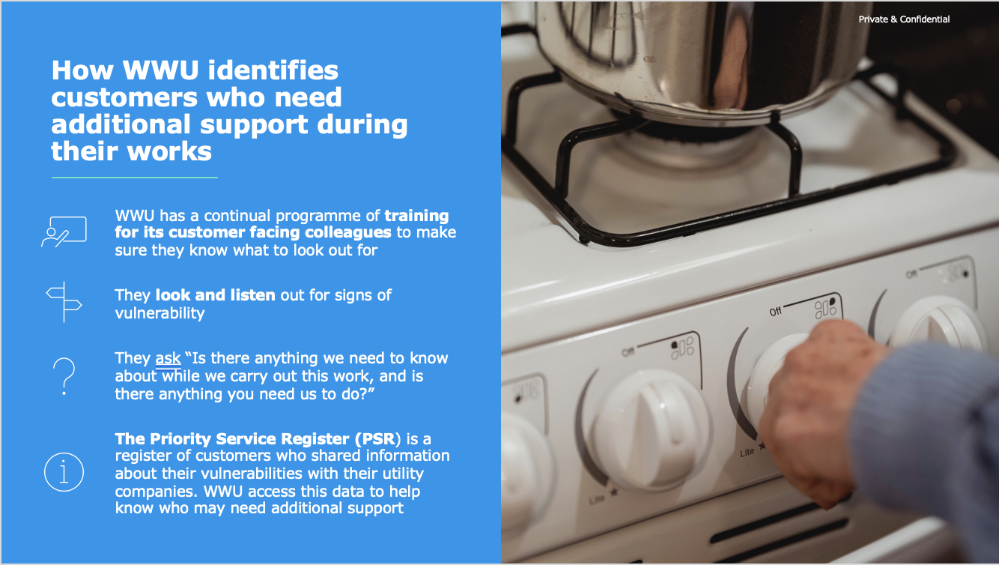 Private & Confidential
How WWU identifies
customers who need
additional support during
their works
WWU has a continual programme of training
for its customer facing colleagues to make
sure they know what to look out for
They look and listen out for signs of
vulnerability
They ask “Is there anything we need to know
about while we carry out this work, and is
there anything you need us to do?”
The Priority Service Register (PSR) is a
register of customers who shared information
about their vulnerabilities with their utility
companies. WWU access this data to help
know who may need additional support
Off
Off
Off
Lite
Lite